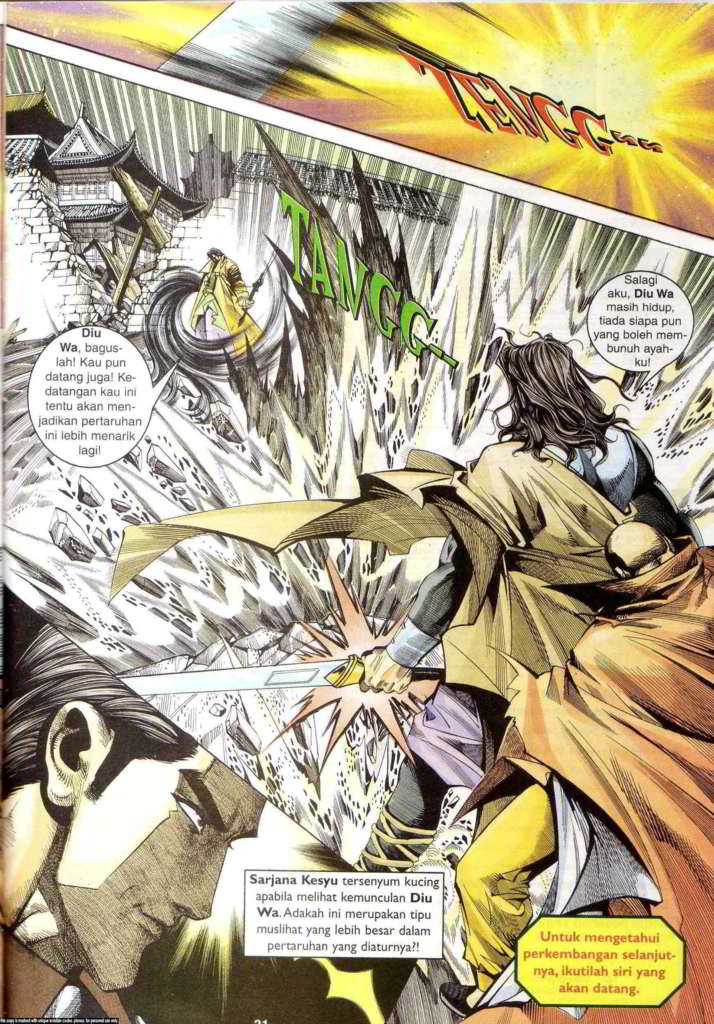 ZENGG~~
TANGG--
Salagi
aku, Diu Wa
masih hidup,
tiada siapa pun
yang boleh mem-
bunuh ayah-
ku!
Diu
Wa, bagus-
lah! Kau pun
datang juga! Ke-
datangan kau ini
tentu akan men-
jadikan pertaruhan
ini lebih menarik
lagi!
Sarjana Kesyu tersenyum kucing
apabila melihat kemunculan Diu
Wa. Adakah ini merupakan tipu
muslihat yang lebih besar dalam
pertaruhan yang diaturnya?!
Untuk mengetahui
perkembangan selanjut-
nya, ikutilah siri yang
akan datang.